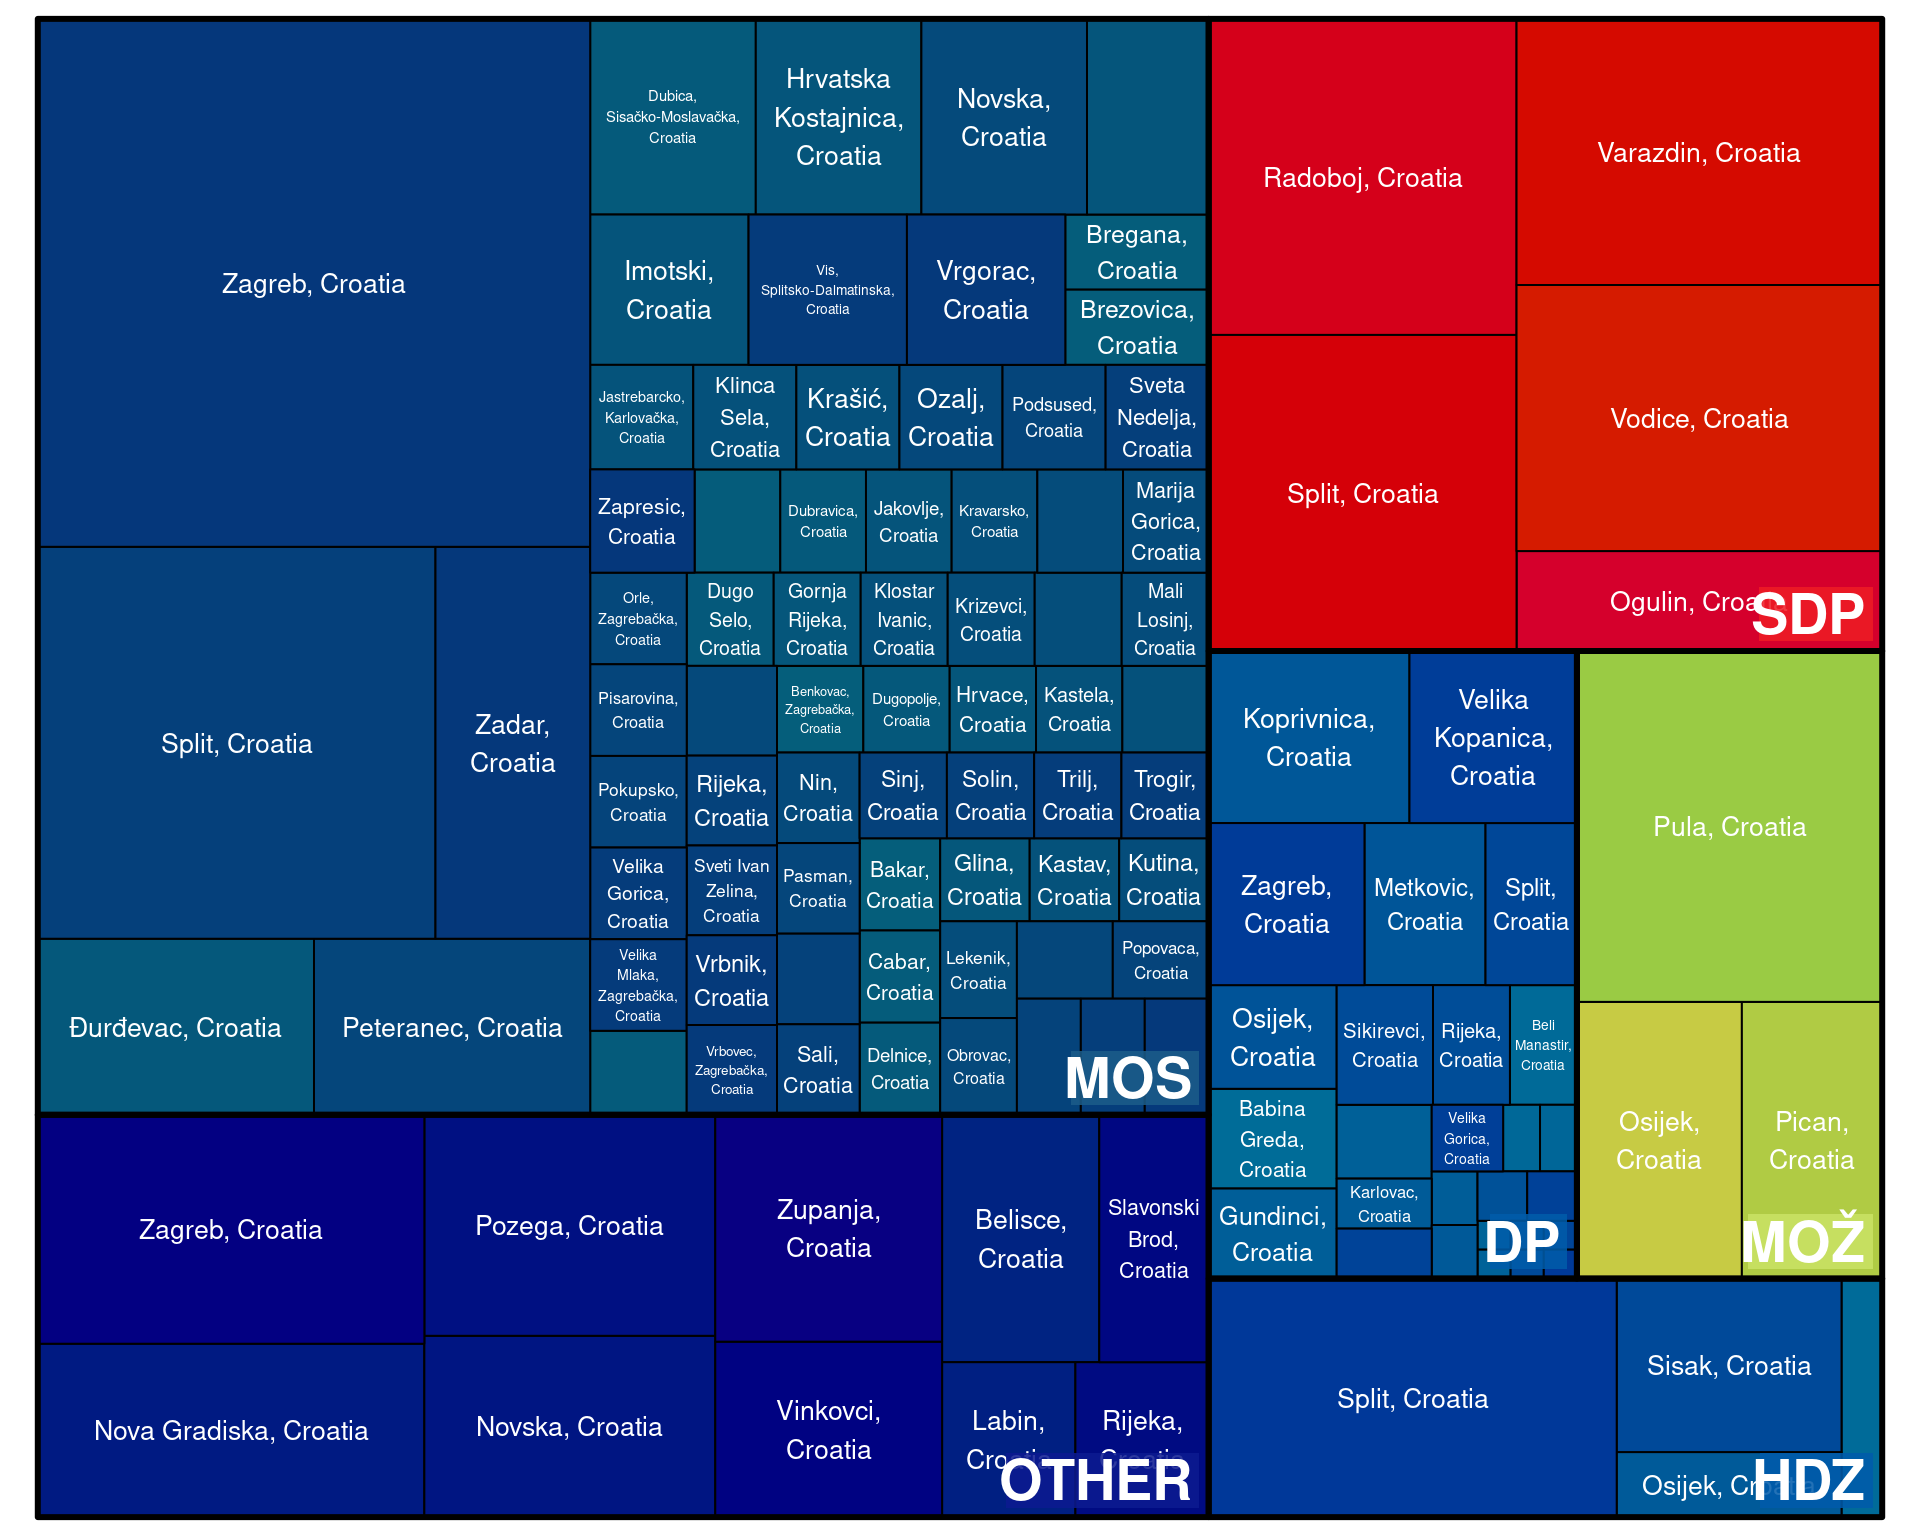 Zagreb, Croatia
Split, Croatia
Zadar,
Croatia
Đurđevac, Croatia
Peteranec, Croatia
Dubica,
Sisačko-Moslavačka,
Croatia
Hrvatska
Kostajnica,
Croatia
Novska,
Croatia
Imotski,
Croatia
Vis,
Splitsko-Dalmatinska,
Croatia
Vrgorac,
Croatia
Bregana,
Croatia
Brezovica,
Croatia
Jastrebarcko,
Karlovačka,
Croatia
Klinca
Sela,
Croatia
Krašić,
Croatia
Ozalj,
Croatia
Podsused,
Croatia
Sveta
Nedelja,
Croatia
Zapresic,
Croatia
Dubravica,
Croatia
Jakovlje,
Croatia
Kravarsko,
Croatia
Marija
Gorica,
Croatia
Orle,
Zagrebačka,
Croatia
Dugo
Selo,
Croatia
Gornja
Rijeka,
Croatia
Klostar
Ivanic,
Croatia
Krizevci,
Croatia
Mali
Losinj,
Croatia
Pisarovina,
Croatia
Benkovac,
Zagrebačka,
Croatia
Dugopolje,
Croatia
Hrvace,
Croatia
Kastela,
Croatia
Pokupsko,
Croatia
Rijeka,
Croatia
Nin,
Croatia
Sinj,
Croatia
Solin,
Croatia
Trilj,
Croatia
Trogir,
Croatia
Velika
Gorica,
Croatia
Sveti Ivan
Zelina,
Croatia
Pasman,
Croatia
Bakar,
Croatia
Glina,
Croatia
Kastav,
Croatia
Kutina,
Croatia
Velika
Mlaka,
Zagrebačka,
Croatia
Vrbnik,
Croatia
Cabar,
Croatia
Lekenik,
Croatia
Popovaca,
Croatia
Vrbovec,
Zagrebačka,
Croatia
Sali,
Croatia
Delnice,
Croatia
Obrovac,
Croatia
MOS
Radoboj, Croatia
Varazdin, Croatia
Split, Croatia
Vodice, Croatia
Ogulin, Croatia
SDP
Koprivnica,
Croatia
Velika
Kopanica,
Croatia
Zagreb,
Croatia
Metkovic,
Croatia
Split,
Croatia
Osijek,
Croatia
Sikirevci,
Croatia
Rijeka,
Croatia
Beli
Manastir,
Croatia
Babina
Greda,
Croatia
Velika
Gorica,
Croatia
Gundinci,
Croatia
Karlovac,
Croatia
DP
Pula, Croatia
Osijek,
Croatia
Pican,
Croatia
MOŽ
Zagreb, Croatia
Pozega, Croatia
Zupanja,
Croatia
Belisce,
Croatia
Slavonski
Brod,
Croatia
Nova Gradiska, Croatia
Novska, Croatia
Vinkovci,
Croatia
Labin,
Croatia
Rijeka,
Croatia
OTHER
Split, Croatia
Sisak, Croatia
Osijek, Croatia
HDZ